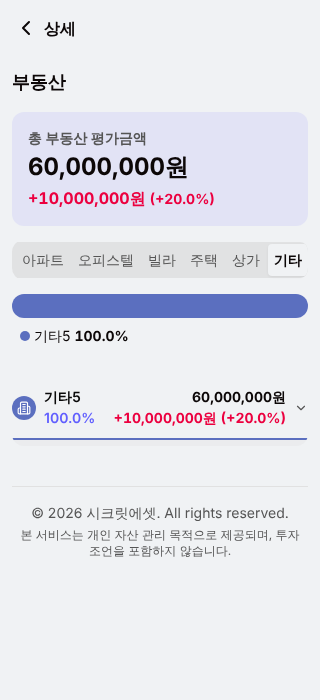 상세
부동산
총 부동산 평가금액
60,000,000원
+10,000,000원 (+20.0%)
아파트 오피스텔 빌라 주택 상가 기타
기타5 100.0%
기타5 60,000,000원
100.0% +10,000,000원 (+20.0%)
© 2026 시크릿에셋. All rights reserved.
본 서비스는 개인 자산 관리 목적으로 제공되며, 투자
조언을 포함하지 않습니다.